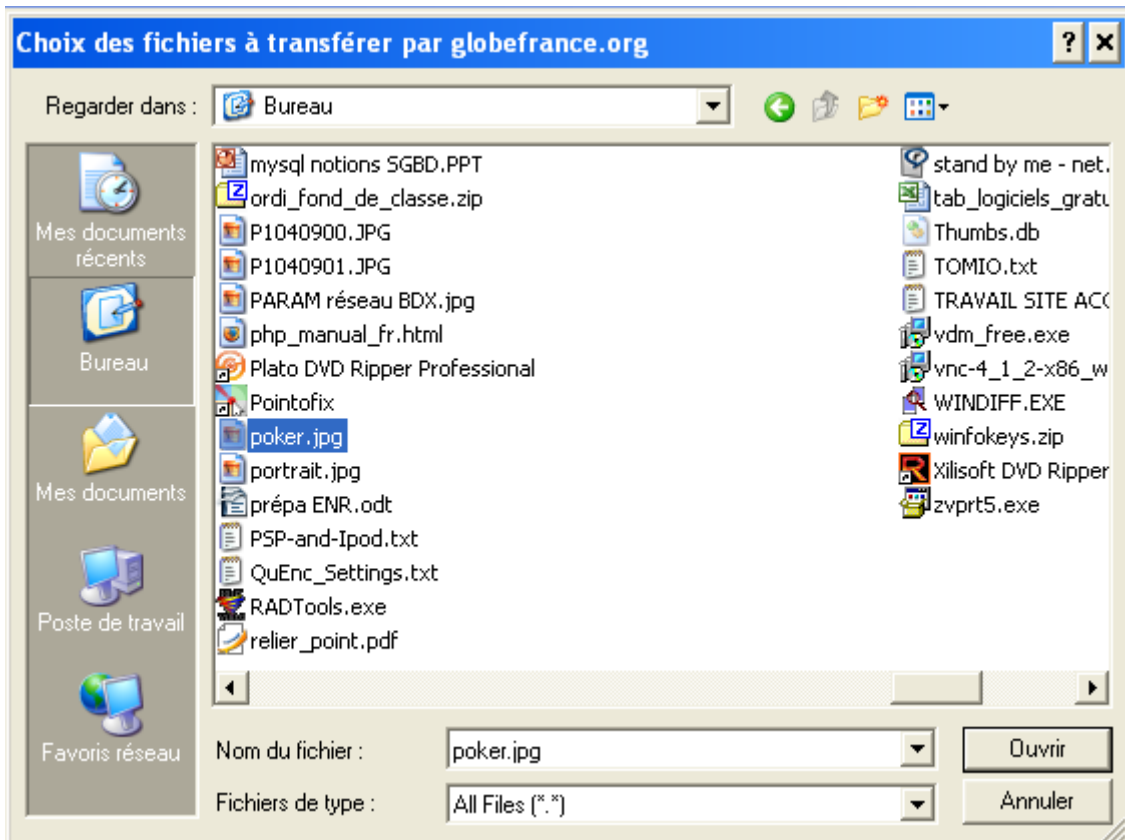 Choix des fichiers à transférer par globefrance.org
Regarder dans :
Bureau
Mes documents
récents
Bureau
Mes documents
Poste de travail
Favoris réseau
mysql notions SGBD.PPT
ordi_fond_de_classe.zip
P1040900.JPG
P1040901.JPG
PARAM réseau BDX.jpg
php_manual_fr.html
Plato DVD Ripper Professional
Pointofix
poker.jpg
portrait.jpg
prépa ENR.odt
PSP-and-Ipod.txt
QuEnc_Settings.txt
RADTools.exe
relier_point.pdf
stand by me - net.
tab_logiciels_gratu
Thumbs.db
TOMIO.txt
TRAVAIL SITE ACC
vdm_free.exe
vnc-4_1_2-x86_w
WINDIFF.EXE
winfokeys.zip
Xilisoft DVD Ripper
zvprt5.exe
Nom du fichier :
poker.jpg
Ouvrir
Fichiers de type :
All Files (*.*)
Annuler